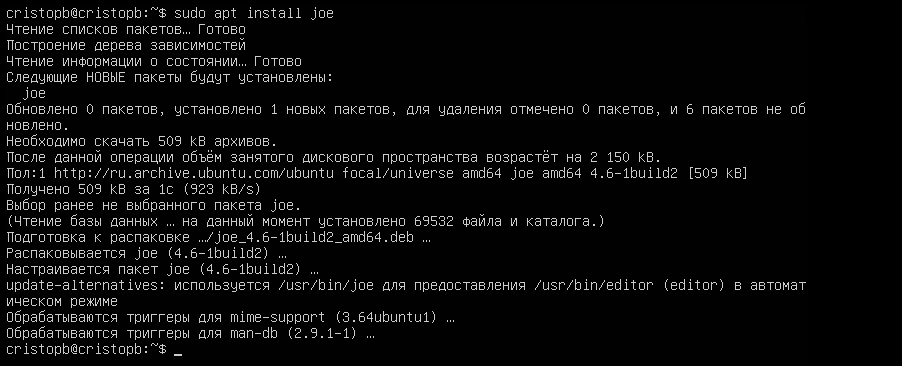 cristopb@cristopb:~$ sudo apt install joe
Чтение списков пакетов… Готово
Построение дерева зависимостей
Чтение информации о состоянии… Готово
Следующие НОВЫЕ пакеты будут установлены:
  joe
Обновлено 0 пакетов, установлено 1 новых пакетов, для удаления отмечено 0 пакетов, и 6 пакетов не об
новлено.
Необходимо скачать 509 kB архивов.
После данной операции объём занятого дискового пространства возрастёт на 2 150 kB.
Пол:1 http://ru.archive.ubuntu.com/ubuntu focal/universe amd64 joe amd64 4.6-1build2 [509 kB]
Получено 509 kB за 1с (923 kB/s)
Выбор ранее не выбранного пакета joe.
(Чтение базы данных … на данный момент установлено 69532 файла и каталога.)
Подготовка к распаковке …/joe_4.6-1build2_amd64.deb …
Распаковывается joe (4.6-1build2) …
Настраивается пакет joe (4.6-1build2) …
update-alternatives: используется /usr/bin/joe для предоставления /usr/bin/editor (editor) в автомат
ическом режиме
Обрабатываются триггеры для mime-support (3.64ubuntu1) …
Обрабатываются триггеры для man-db (2.9.1-1) …
cristopb@cristopb:~$ _